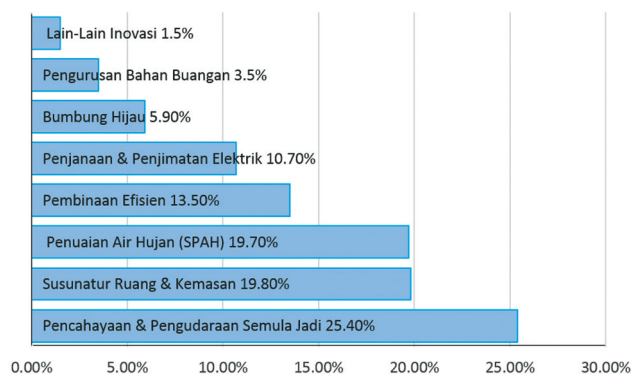 Lain-Lain Inovasi 1.5%
Pengurusan Bahan Buangan 3.5%
Bumbung Hijau 5.90%
Penjanaan & Penjimatan Elektrik 10.70%
Pembinaan Efisien 13.50%
Penuaian Air Hujan (SPAH) 19.70%
Susunatur Ruang & Kemasan 19.80%
Pencahayaan & Pengudaraan Semula Jadi 25.40%
0.00% 5.00% 10.00% 15.00% 20.00% 25.00% 30.00%